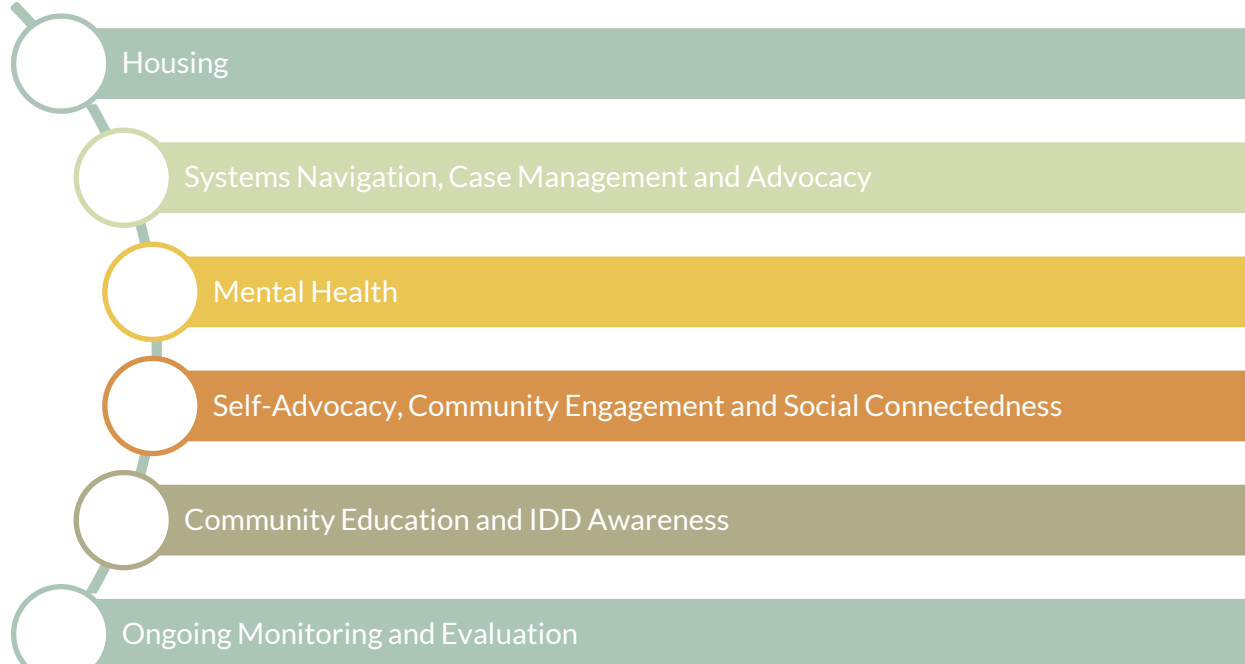 Housing
Systems Navigation, Case Management and Advocacy
Mental Health
Self-Advocacy, Community Engagement and Social Connectedness
Community Education and IDD Awareness
Ongoing Monitoring and Evaluation